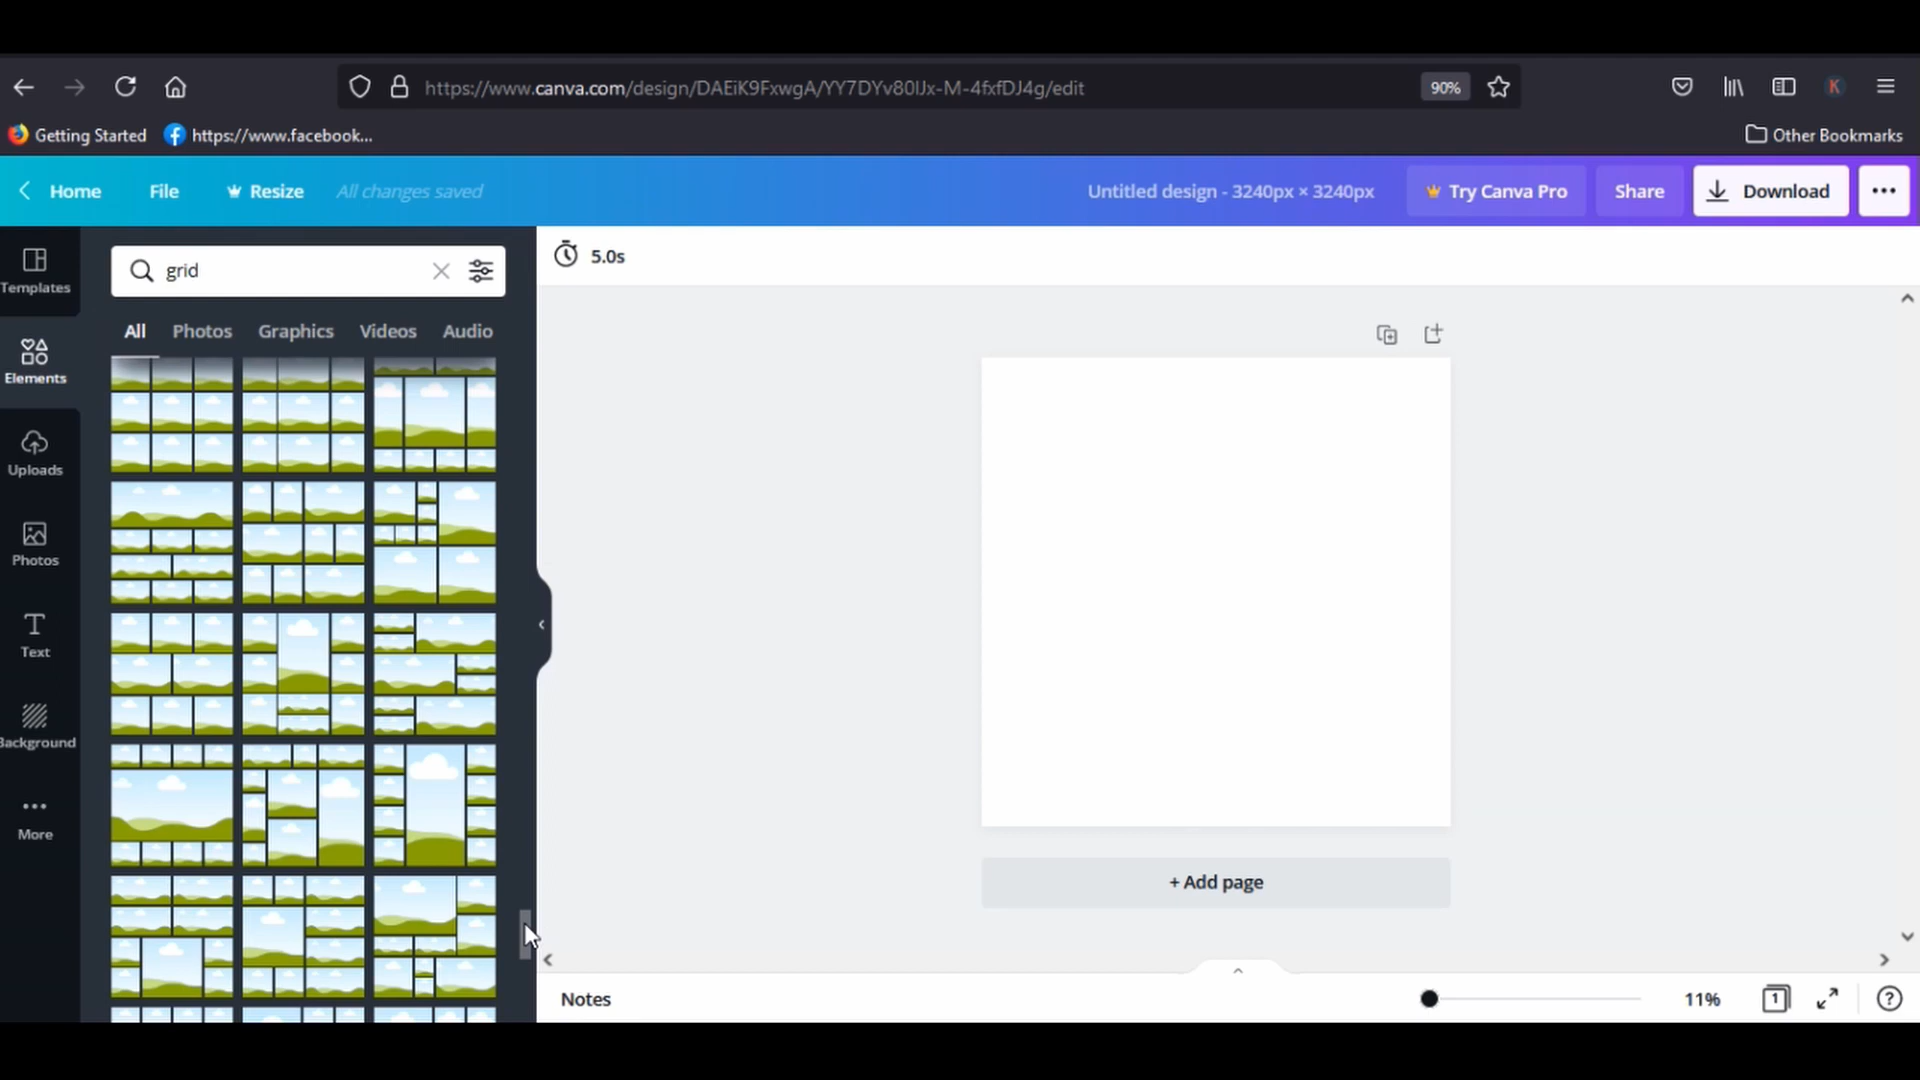 https://www.canva.com/design/DAEiK9FxwgA/YY7DYv80lJx-M-4fxfDJ4g/edit
90%
K
Getting Started
https://www.facebook...
Other Bookmarks
Home
File
Resize
All changes saved
Untitled design - 3240px × 3240px
Try Canva Pro
Share
Download
Templates
Elements
Uploads
Photos
Text
Background
More
grid
All
Photos
Graphics
Videos
Audio
5.0s
+ Add page
Notes
11%
1
?